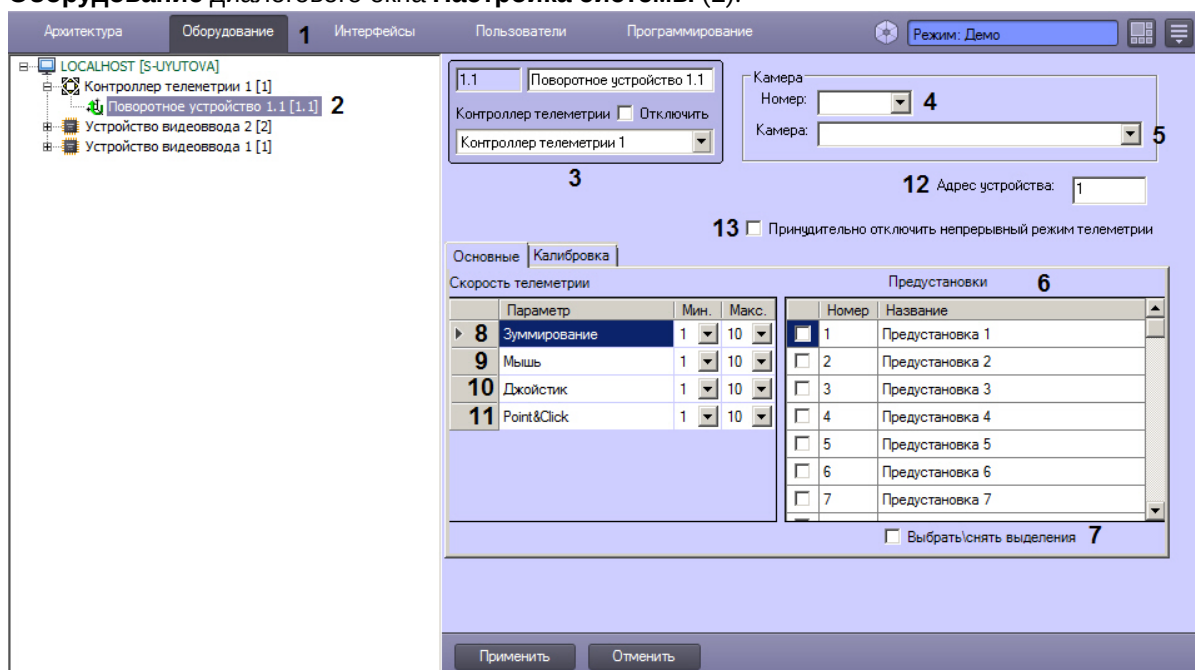 Оборудование диалогового окна Настройка системы (2).
Архитектура Оборудование 1 Интерфейсы Пользователи Программирование Режим: Демо
LOCALHOST [S-UYUTOVA]
Контроллер телеметрии 1 [1]
Поворотное устройство 1.1 [1.1] 2
Устройство видеоввода 2 [2]
Устройство видеоввода 1 [1]
1.1 Поворотное устройство 1.1
Контроллер телеметрии Отключить
Контроллер телеметрии 1
3
Камера
Номер: 4
Камера: 5
12 Адрес устройства: 1
13 Принудительно отключить непрерывный режим телеметрии
Основные Калибровка
Скорость телеметрии
Параметр Мин. Макс.
8 Зуммирование 1 10
9 Мышь 1 10
10 Джойстик 1 10
11 Point&Click 1 10
Предустановки 6
Номер Название
1 Предустановка 1
2 Предустановка 2
3 Предустановка 3
4 Предустановка 4
5 Предустановка 5
6 Предустановка 6
7 Предустановка 7
Выбрать\снять выделения 7
Применить Отменить